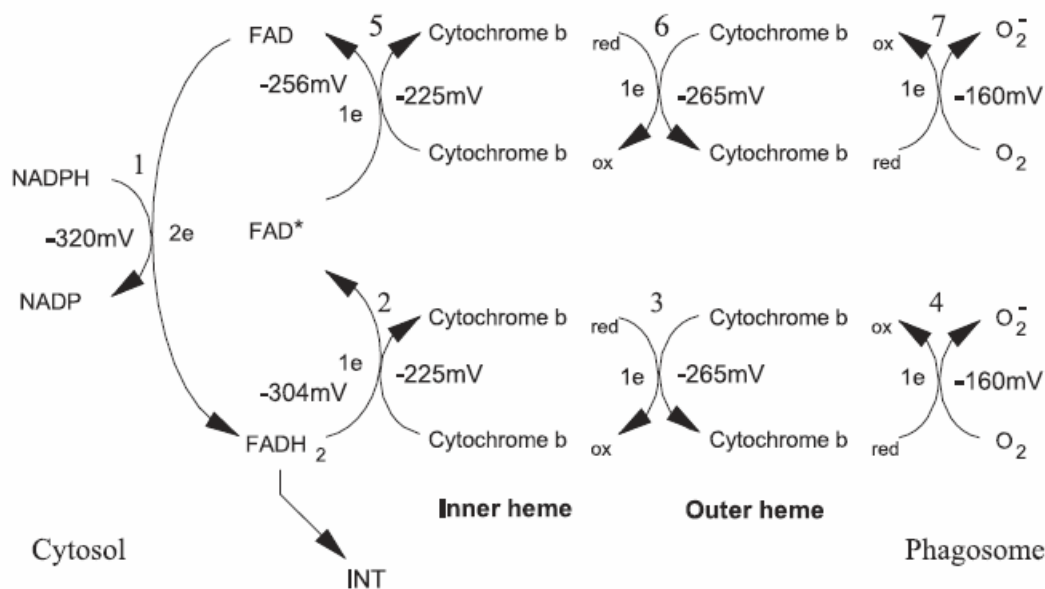 FAD 5 Cytochrome b red 6 Cytochrome b ox 7 O2-
-256mV 1e -225mV 1e -265mV 1e -160mV
Cytochrome b ox Cytochrome b red O2
1
NADPH
-320mV 2e FAD*
NADP
2 Cytochrome b red 3 Cytochrome b ox 4 O2-
-304mV 1e -225mV 1e -265mV 1e -160mV
FADH2 Cytochrome b ox Cytochrome b red O2
Inner heme Outer heme
Cytosol Phagosome
INT